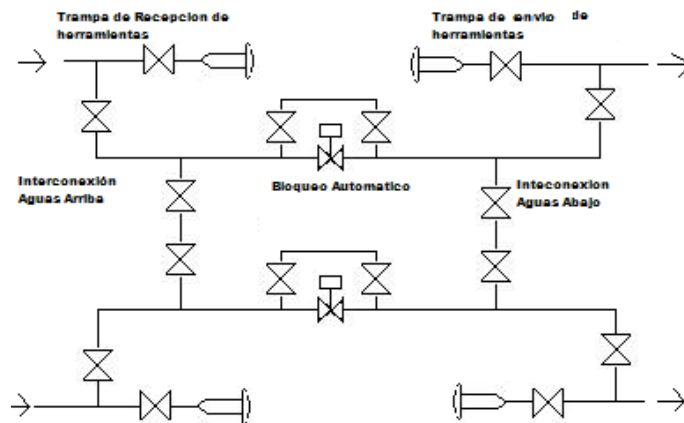 Trampa de Recepcion de
herramientas
Trampa de envio de
herramientas
Interconexión
Aguas Arriba
Bloqueo Automatico
Inteconexion
Aguas Abajo